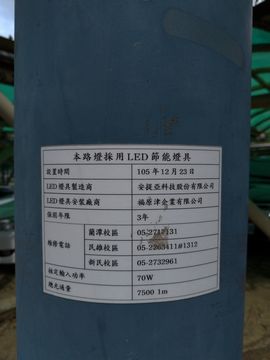 本路燈採用LED節能燈具
設置時間 105年12月23日
LED燈具製造商 安提亞科技股份有限公司
LED燈具安裝廠商 楊原津企業有限公司
保固年限 3年
維修電話 蘭潭校區 05-2717131
民雄校區 05-2263411#1312
新民校區 05-2732961
核定輸入功率 70W
總光通量 7500 lm